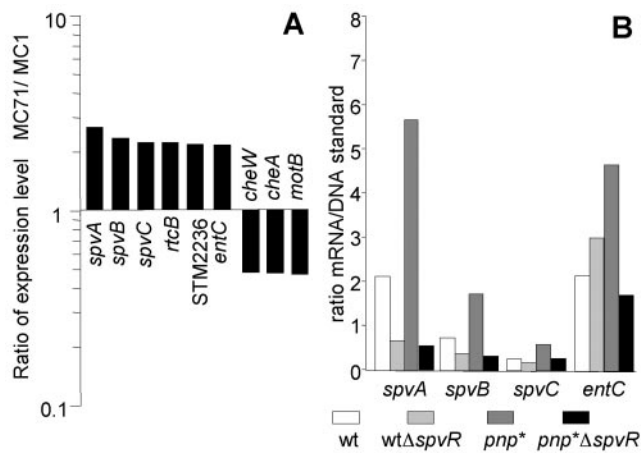 A
Ratio of expression level MC71/ MC1
10
1
0.1
spvA
spvB
spvC
rtcB
STM2236
entC
cheW
cheA
motB
B
ratio mRNA/DNA standard
8
7
6
5
4
3
2
1
0
spvA spvB spvC entC
wt wtΔspvR pnp* pnp*ΔspvR